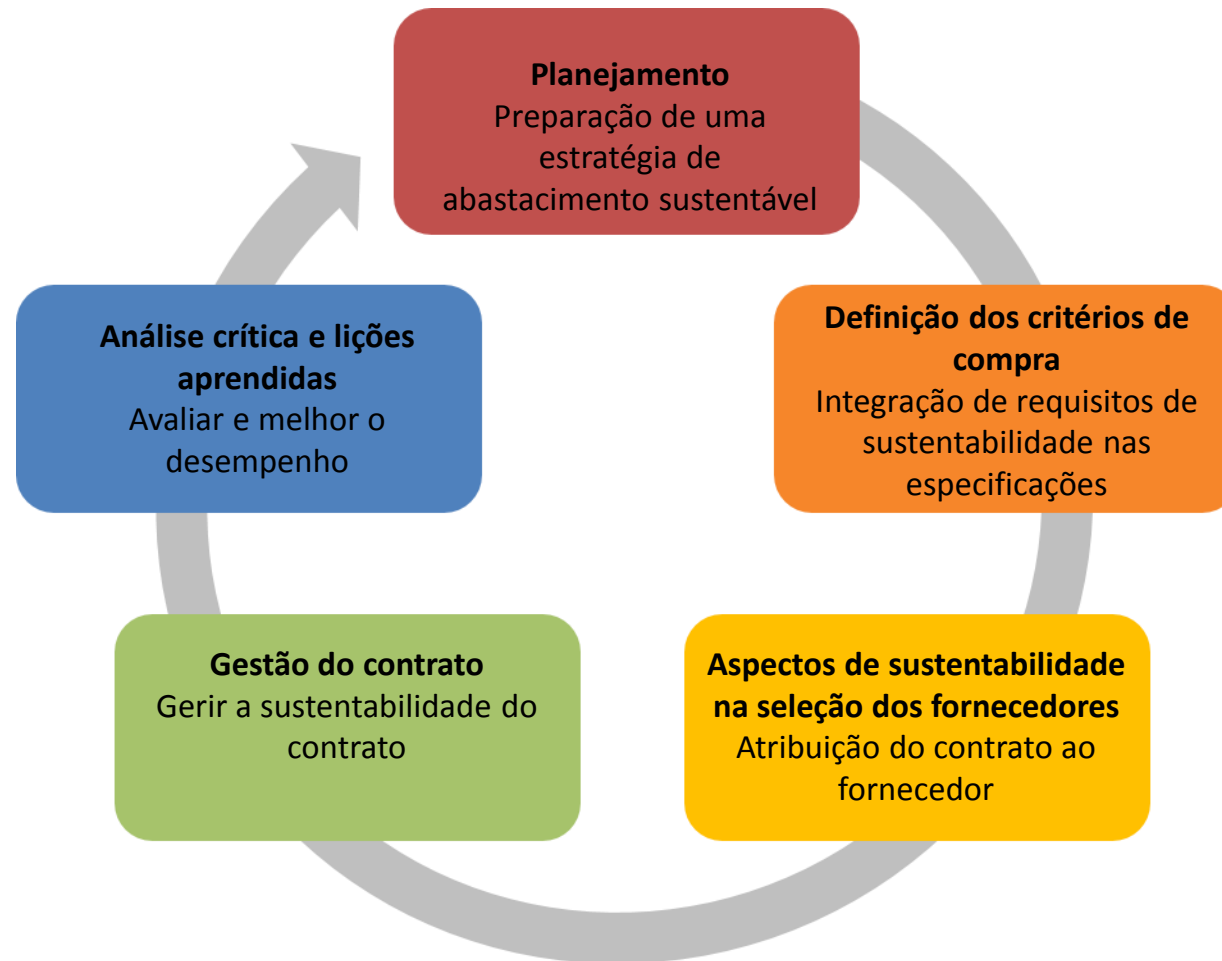 Planejamento
Preparação de uma
estratégia de
abastacimento sustentável
Definição dos critérios de
compra
Integração de requisitos de
sustentabilidade nas
especificações
Aspectos de sustentabilidade
na seleção dos fornecedores
Atribuição do contrato ao
fornecedor
Gestão do contrato
Gerir a sustentabilidade do
contrato
Análise crítica e lições
aprendidas
Avaliar e melhor o
desempenho